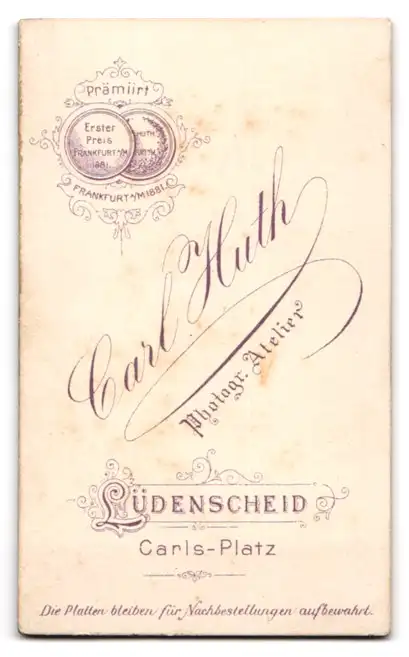 Prämiirt
Erster
Preis
FRANKFURT A/M
1881.
HUTH
FRANKFURT A/M 1881.
Carl Huth
Photogr. Atelier
LÜDENSCHEID
Carls-Platz
Die Platten bleiben für Nachbestellungen aufbewahrt.